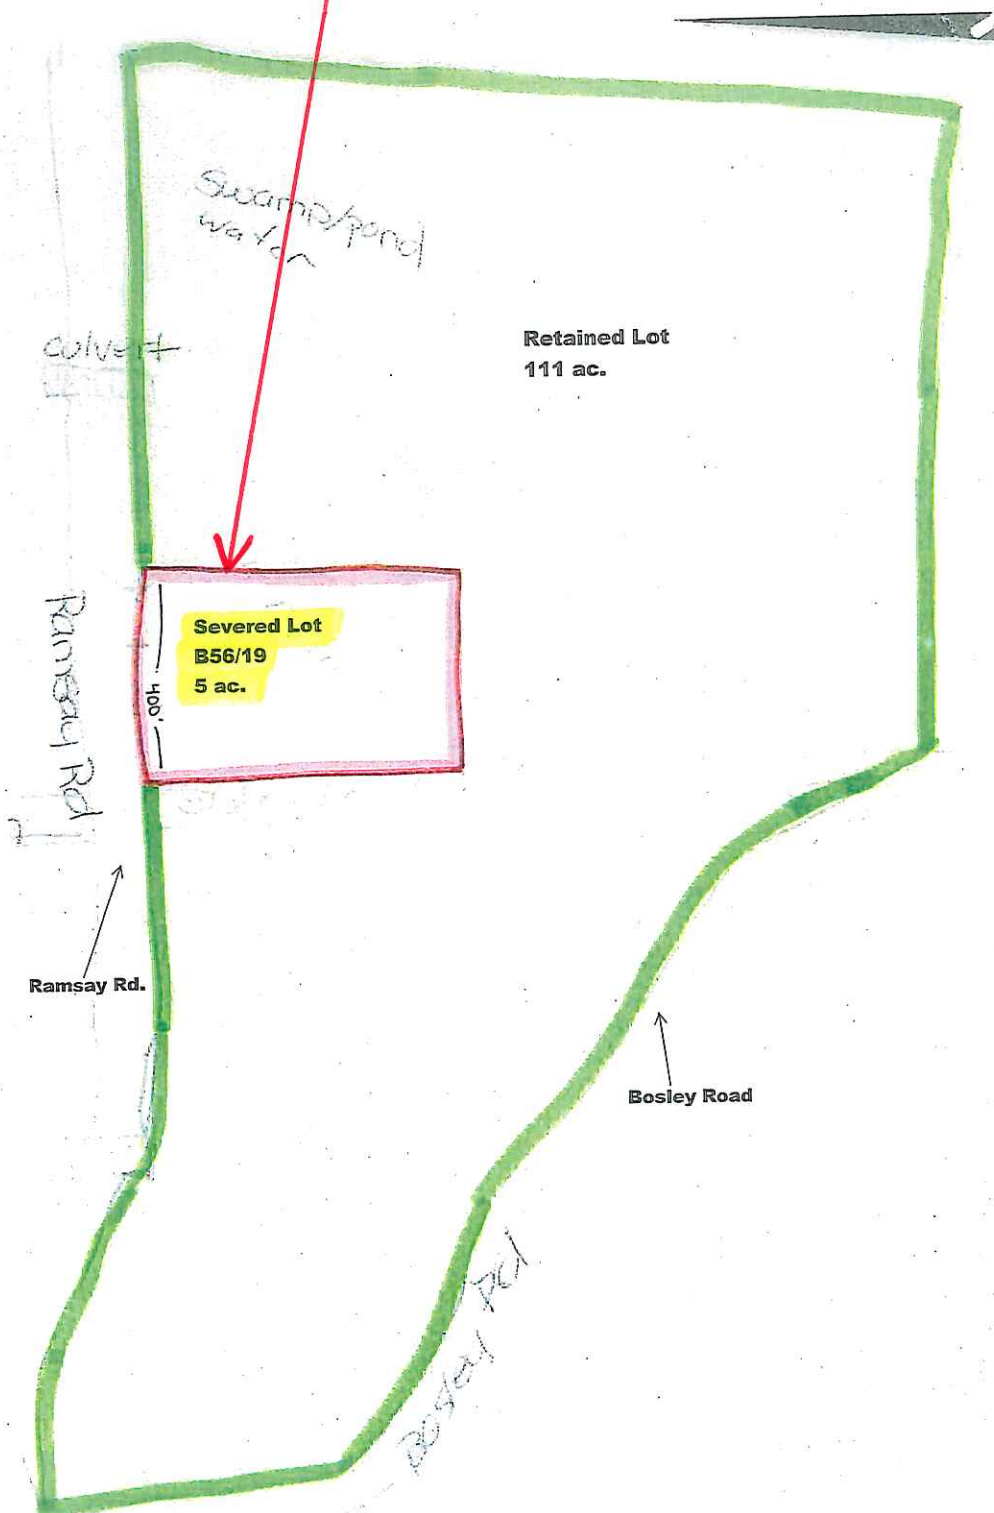 Swamp/pond
water
culvert
Retained Lot
111 ac.
Severed Lot
B56/19
5 ac.
400'
Ramsay Rd
Ramsay Rd.
Bosley Road
Bosley Rd